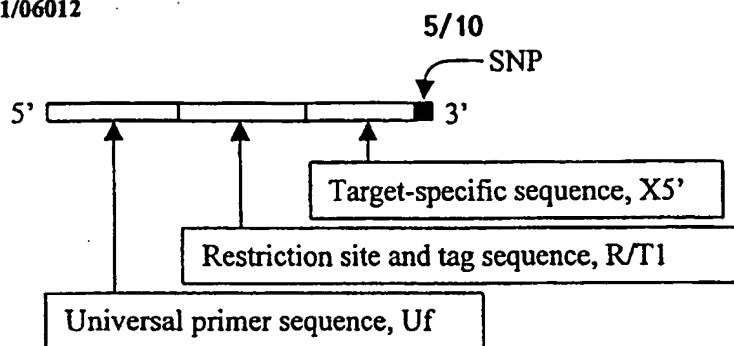 1/06012
5/10
SNP
5' 3'
Target-specific sequence, X5'
Restriction site and tag sequence, R/T1
Universal primer sequence, Uf